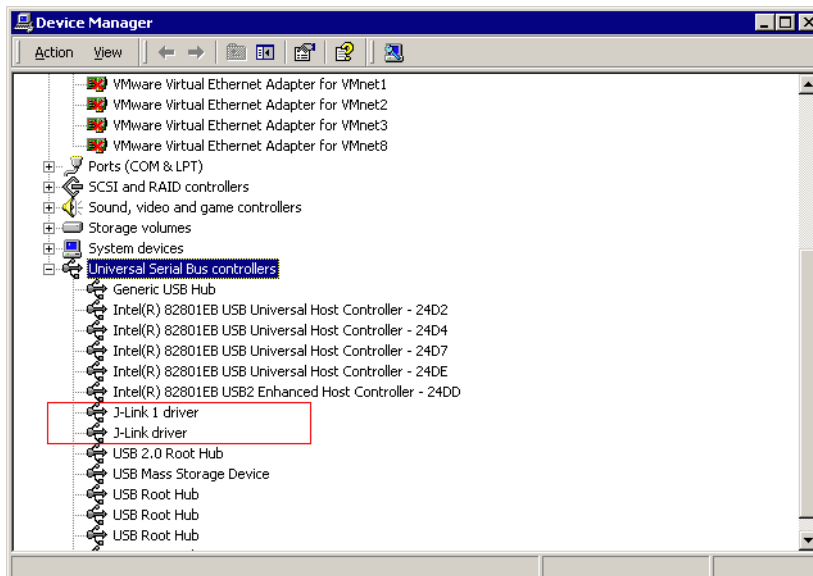 Device Manager
Action View
VMware Virtual Ethernet Adapter for VMnet1
VMware Virtual Ethernet Adapter for VMnet2
VMware Virtual Ethernet Adapter for VMnet3
VMware Virtual Ethernet Adapter for VMnet8
Ports (COM & LPT)
SCSI and RAID controllers
Sound, video and game controllers
Storage volumes
System devices
Universal Serial Bus controllers
Generic USB Hub
Intel(R) 82801EB USB Universal Host Controller - 24D2
Intel(R) 82801EB USB Universal Host Controller - 24D4
Intel(R) 82801EB USB Universal Host Controller - 24D7
Intel(R) 82801EB USB Universal Host Controller - 24DE
Intel(R) 82801EB USB2 Enhanced Host Controller - 24DD
J-Link 1 driver
J-Link driver
USB 2.0 Root Hub
USB Mass Storage Device
USB Root Hub
USB Root Hub
USB Root Hub